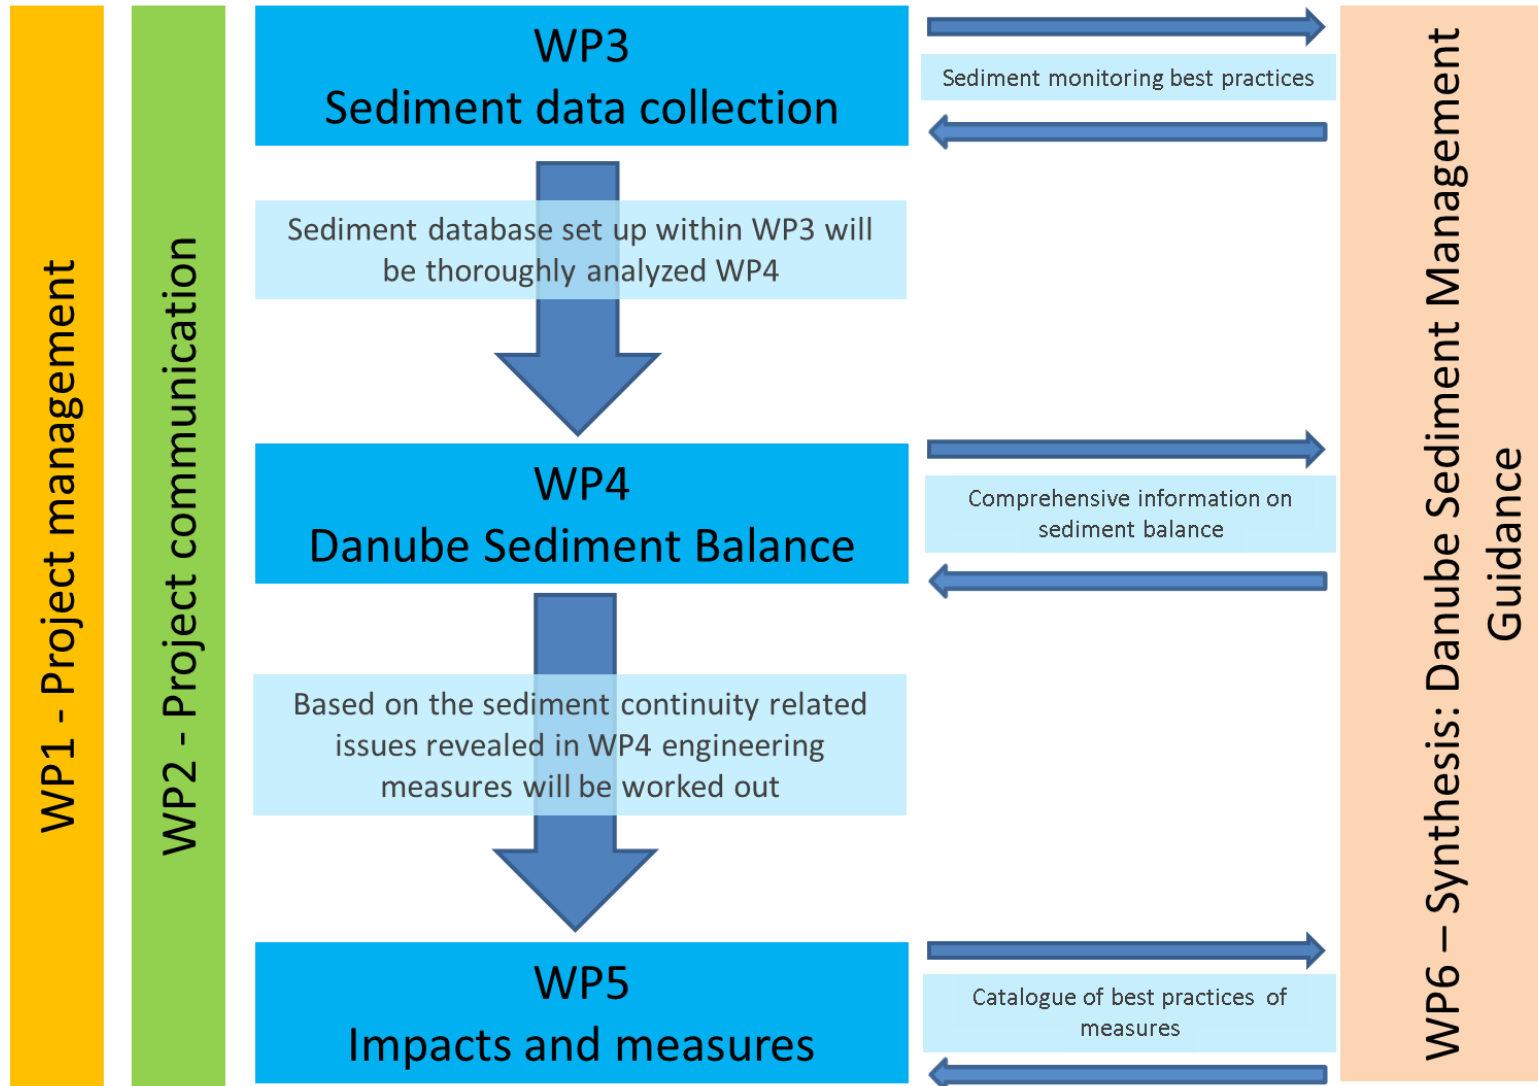 WP1 - Project management
WP2 - Project communication
WP3
Sediment data collection
Sediment monitoring best practices
Sediment database set up within WP3 will
be thoroughly analyzed WP4
WP4
Danube Sediment Balance
Comprehensive information on
sediment balance
Based on the sediment continuity related
issues revealed in WP4 engineering
measures will be worked out
WP5
Impacts and measures
Catalogue of best practices of
measures
WP6 – Synthesis: Danube Sediment Management
Guidance